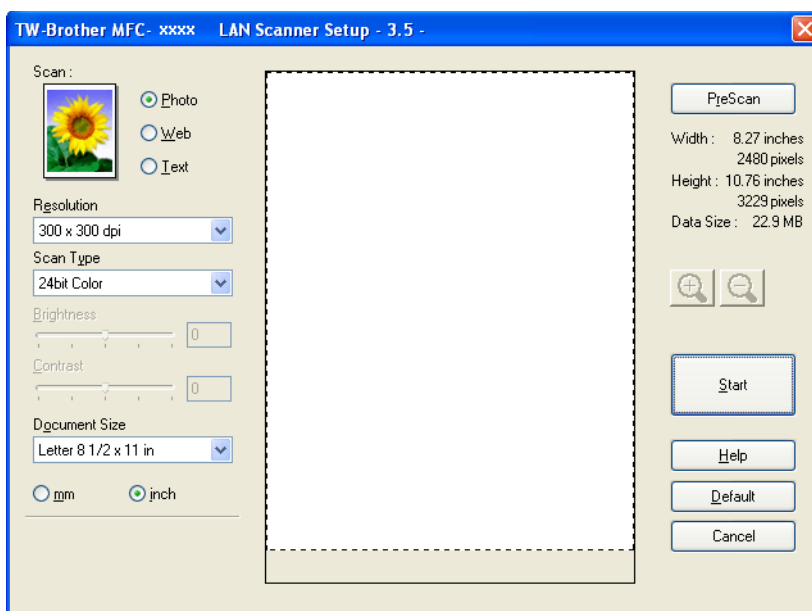 TW-Brother MFC- xxxx LAN Scanner Setup - 3.5 -
Scan :
Photo
Web
Text
Resolution
300 x 300 dpi
Scan Type
24bit Color
Brightness
0
Contrast
0
Document Size
Letter 8 1/2 x 11 in
mm inch
PreScan
Width : 8.27 inches
2480 pixels
Height : 10.76 inches
3229 pixels
Data Size : 22.9 MB
Start
Help
Default
Cancel